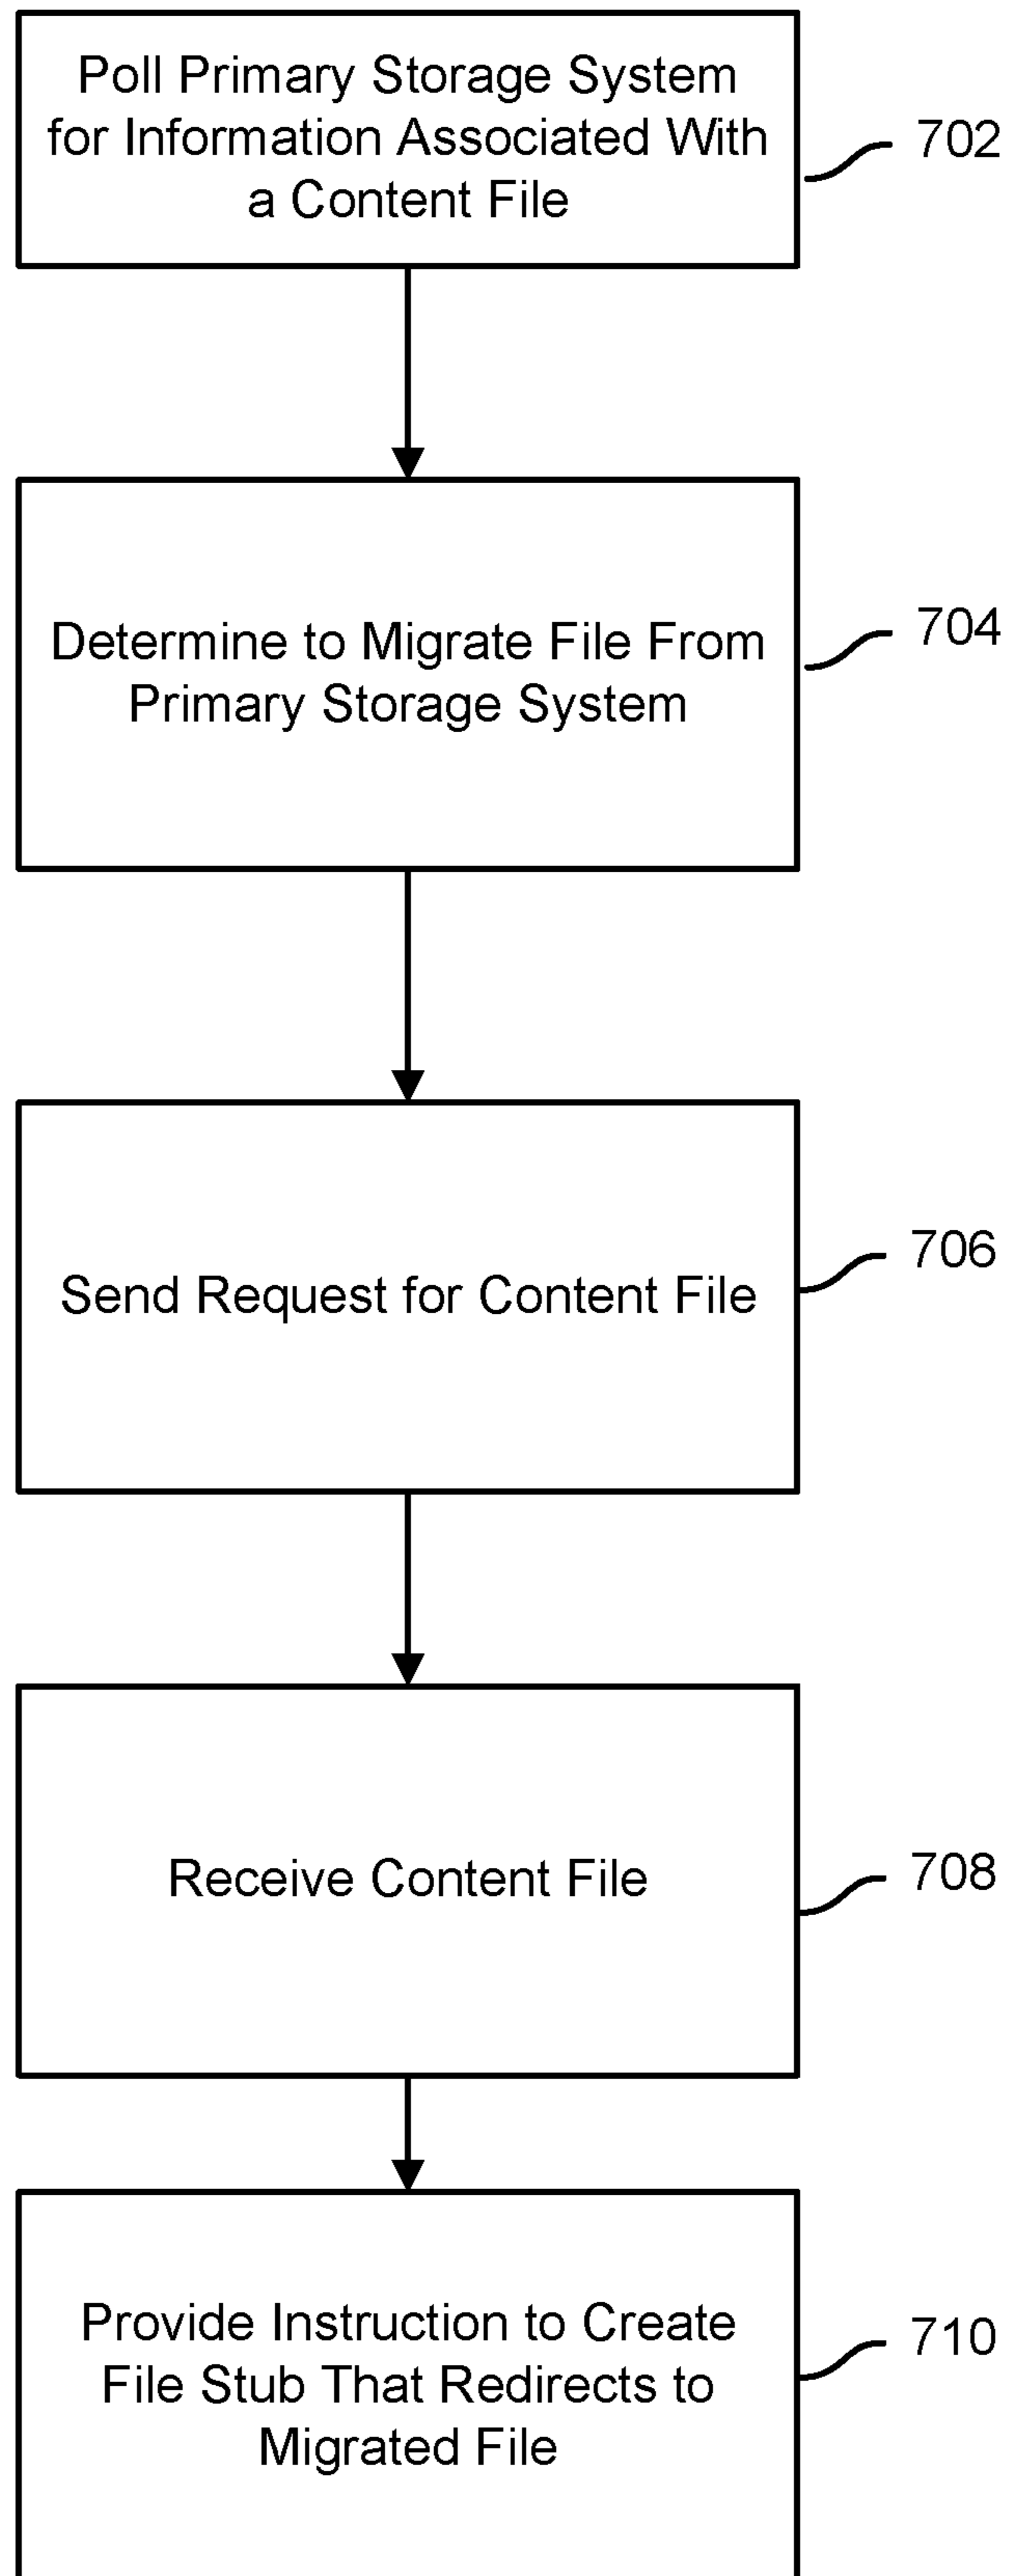 Poll Primary Storage System
for Information Associated With
a Content File
702
Determine to Migrate File From
Primary Storage System
704
Send Request for Content File
706
Receive Content File
708
Provide Instruction to Create
File Stub That Redirects to
Migrated File
710